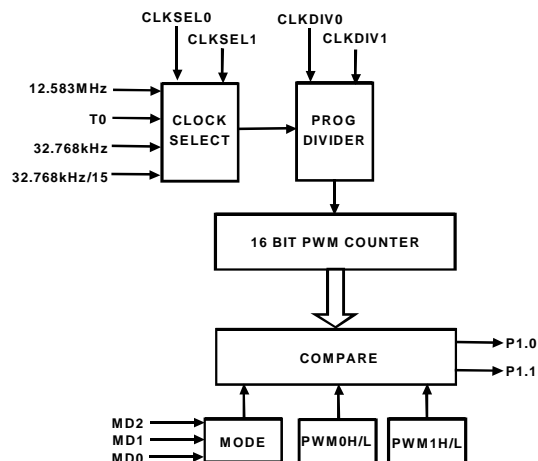 CLKSEL0
CLKSEL1
CLKDIV0
CLKDIV1
12.583MHz
T0
32.768kHz
32.768kHz/15
CLOCK
SELECT
PROG
DIVIDER
16 BIT PWM COUNTER
COMPARE
P1.0
P1.1
MD2
MD1
MD0
MODE
PWM0H/L
PWM1H/L